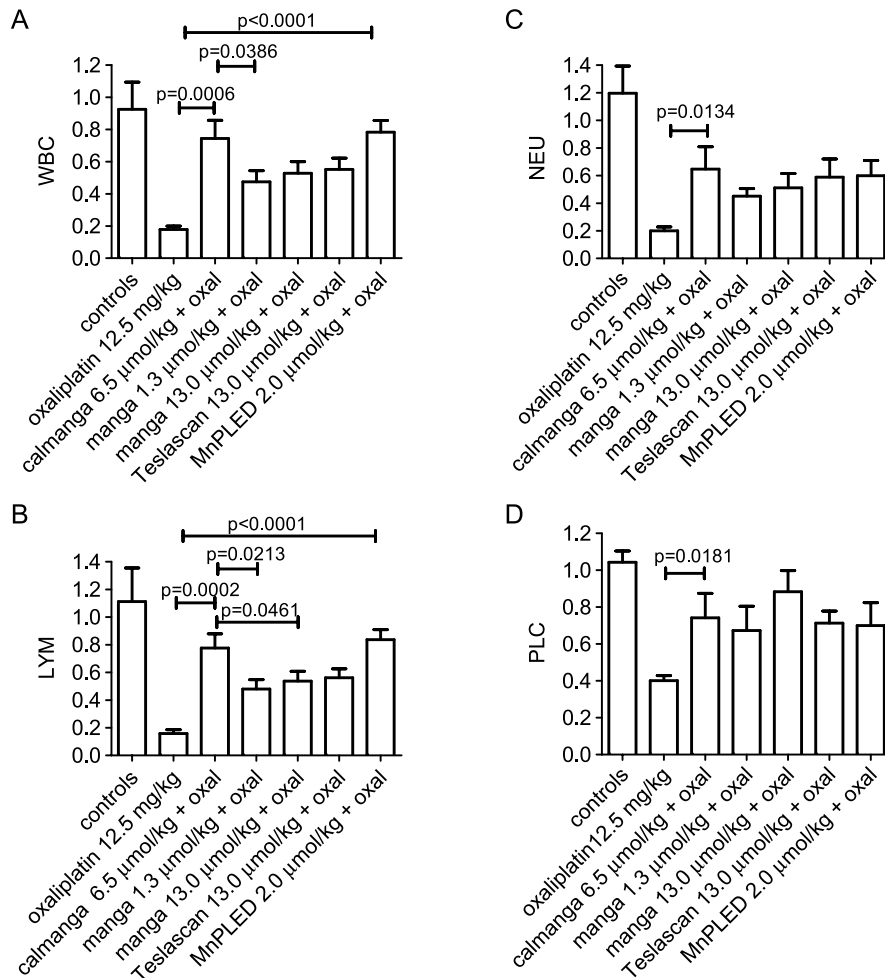 A
p<0.0001
p=0.0386
p=0.0006
WBC
1.2
1.0
0.8
0.6
0.4
0.2
0.0
controls
oxaliplatin 12.5 mg/kg
calmanga 6.5 µmol/kg + oxal
manga 1.3 µmol/kg + oxal
manga 13.0 µmol/kg + oxal
Teslascan 13.0 µmol/kg + oxal
MnPLED 2.0 µmol/kg + oxal
B
p<0.0001
p=0.0213
p=0.0002
p=0.0461
LYM
1.4
1.2
1.0
0.8
0.6
0.4
0.2
0.0
controls
oxaliplatin 12.5 mg/kg
calmanga 6.5 µmol/kg + oxal
manga 1.3 µmol/kg + oxal
manga 13.0 µmol/kg + oxal
Teslascan 13.0 µmol/kg + oxal
MnPLED 2.0 µmol/kg + oxal
C
p=0.0134
NEU
1.4
1.2
1.0
0.8
0.6
0.4
0.2
0.0
controls
oxaliplatin 12.5 mg/kg
calmanga 6.5 µmol/kg + oxal
manga 1.3 µmol/kg + oxal
manga 13.0 µmol/kg + oxal
Teslascan 13.0 µmol/kg + oxal
MnPLED 2.0 µmol/kg + oxal
D
p=0.0181
PLC
1.2
1.0
0.8
0.6
0.4
0.2
0.0
controls
oxaliplatin12.5 mg/kg
calmanga 6.5 µmol/kg + oxal
manga 1.3 µmol/kg + oxal
manga 13.0 µmol/kg + oxal
Teslascan 13.0 µmol/kg + oxal
MnPLED 2.0 µmol/kg + oxal